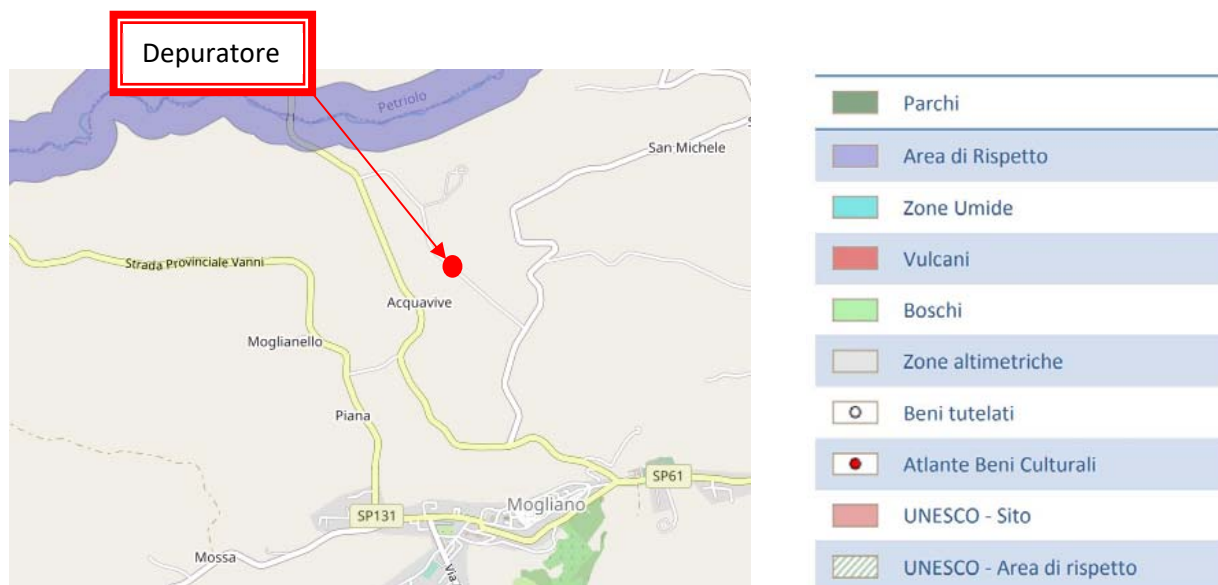 Depuratore
Petriolo
San Michele
Strada Provinciale Vanni
Acquavive
Moglianello
Piana
SP61
Mogliano
SP131
Mossa
Via
Parchi
Area di Rispetto
Zone Umide
Vulcani
Boschi
Zone altimetriche
Beni tutelati
Atlante Beni Culturali
UNESCO - Sito
UNESCO - Area di rispetto